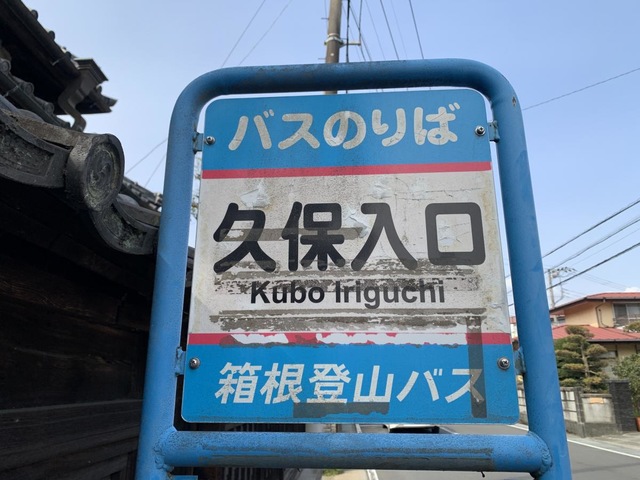 バスのりば
久保入口
Kubo Iriguchi
箱根登山バス